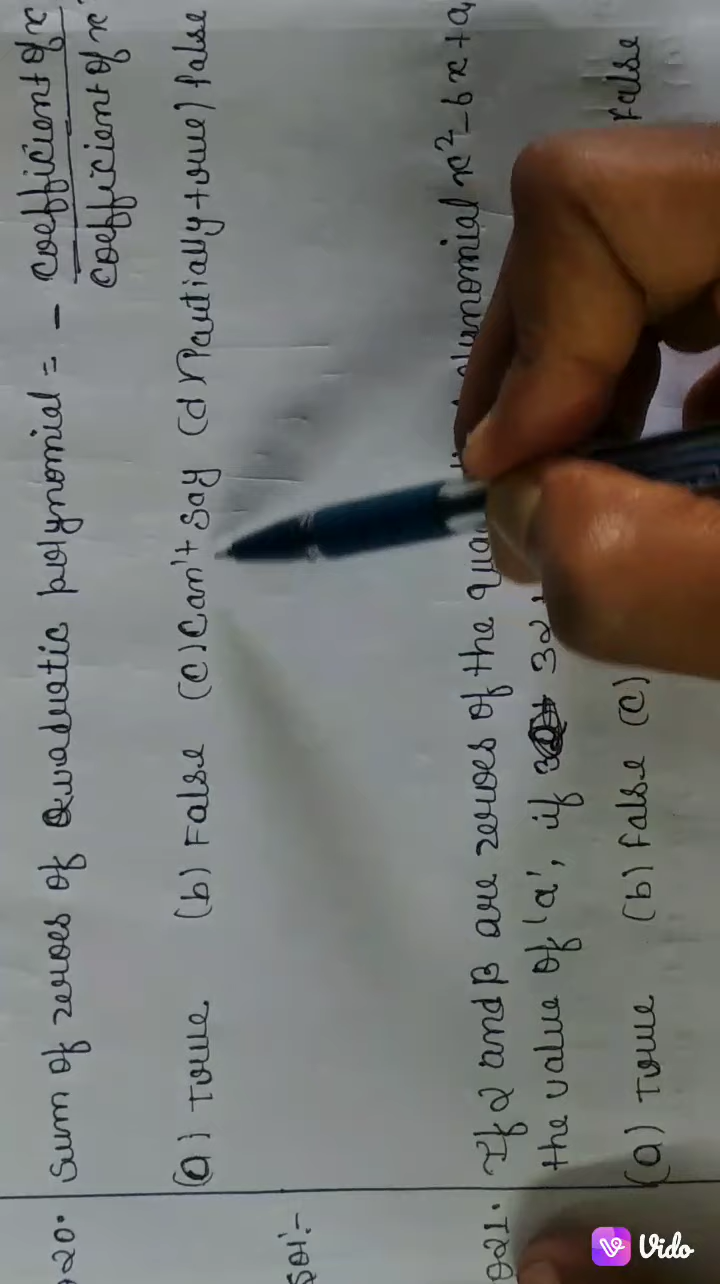 Q20. Sum of zeroes of Quadratic polynomial = - coefficient of x
coefficient of x
(a) True (b) False (c) Can't say (d) Partially true/false
Sol:-
Q21. If α and β are zeroes of the polynomial x² - 6x + a,
the value of 'a', if 3α
(a) True (b) False (c) False
Vido